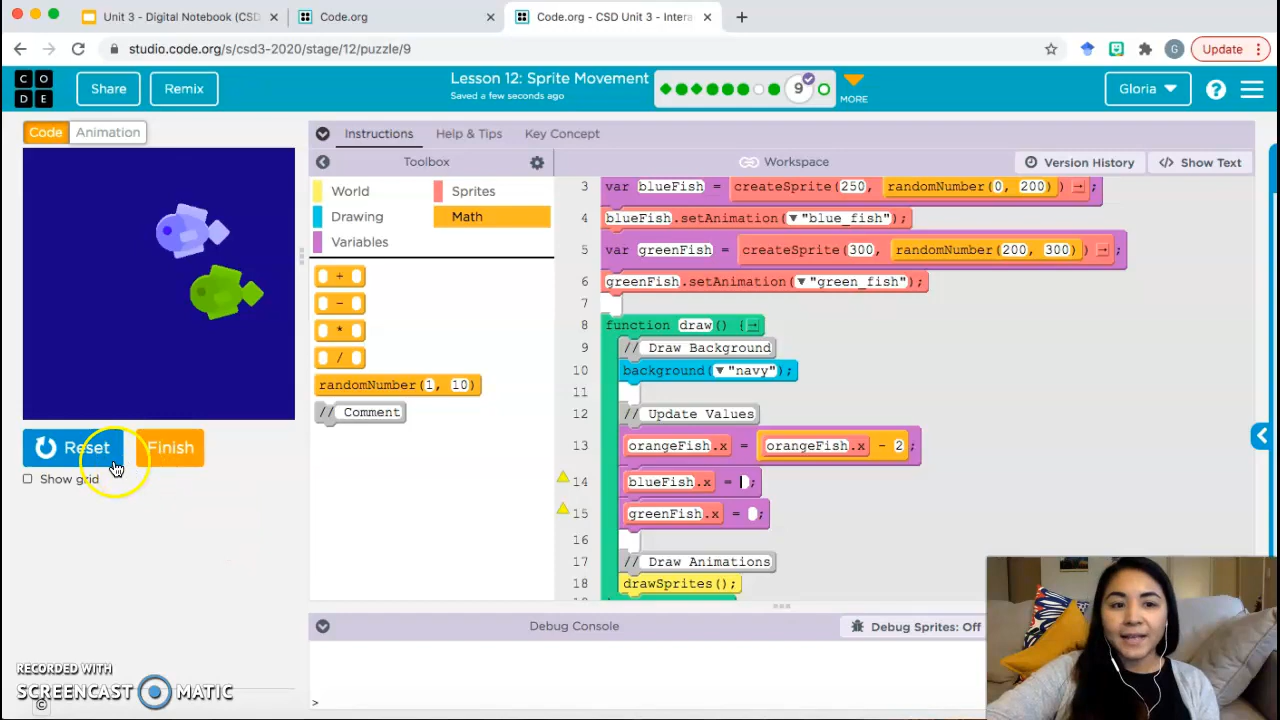 Unit 3 - Digital Notebook (CSD
Code.org
Code.org - CSD Unit 3 - Intera
studio.code.org/s/csd3-2020/stage/12/puzzle/9
G
Update
CO
DE
Share
Remix
Lesson 12: Sprite Movement
Saved a few seconds ago
9
MORE
Gloria
?
Code
Animation
Instructions
Help & Tips
Key Concept
Toolbox
Workspace
Version History
</> Show Text
World
Sprites
Drawing
Math
Variables
+
-
*
/
randomNumber(1, 10)
// Comment
3 var blueFish = createSprite(250, randomNumber(0, 200));
4 blueFish.setAnimation("blue_fish");
5 var greenFish = createSprite(300, randomNumber(200, 300));
6 greenFish.setAnimation("green_fish");
7
8 function draw() {
9 // Draw Background
10 background("navy");
11
12 // Update Values
13 orangeFish.x = orangeFish.x - 2;
14 blueFish.x = ;
15 greenFish.x = ;
16
17 // Draw Animations
18 drawSprites();
Reset
Finish
Show grid
Debug Console
Debug Sprites: Off
>
RECORDED WITH
SCREENCAST MATIC
©